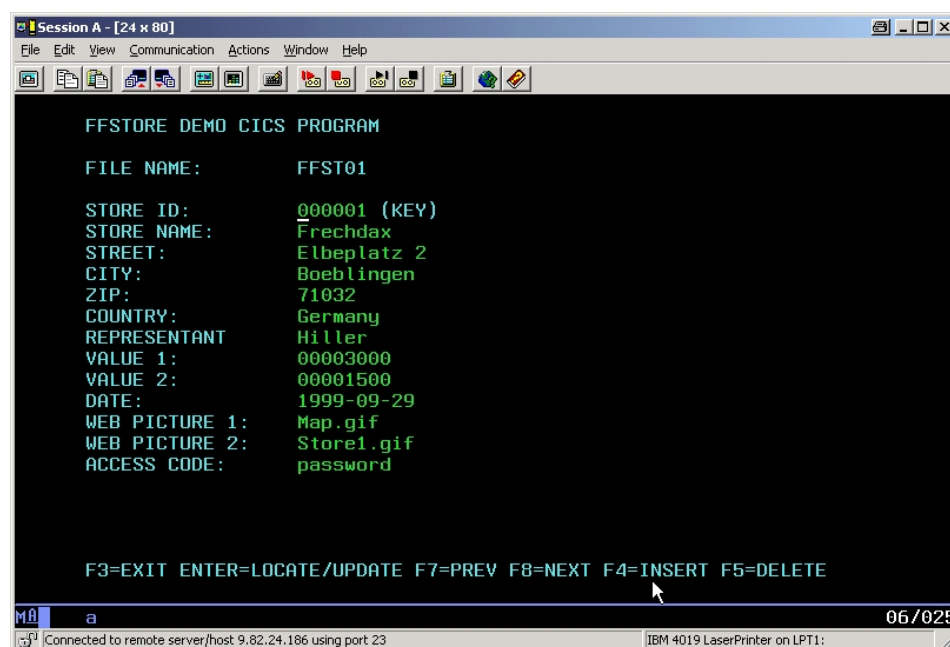 Session A - [24 x 80]
File Edit View Communication Actions Window Help
FFSTORE DEMO CICS PROGRAM
FILE NAME: FFST01
STORE ID: 000001 (KEY)
STORE NAME: Frechdax
STREET: Elbeplatz 2
CITY: Boeblingen
ZIP: 71032
COUNTRY: Germany
REPRESENTANT Hiller
VALUE 1: 00003000
VALUE 2: 00001500
DATE: 1999-09-29
WEB PICTURE 1: Map.gif
WEB PICTURE 2: Store1.gif
ACCESS CODE: password
F3=EXIT ENTER=LOCATE/UPDATE F7=PREV F8=NEXT F4=INSERT F5=DELETE
MA a 06/025
Connected to remote server/host 9.82.24.186 using port 23 IBM 4019 LaserPrinter on LPT1: